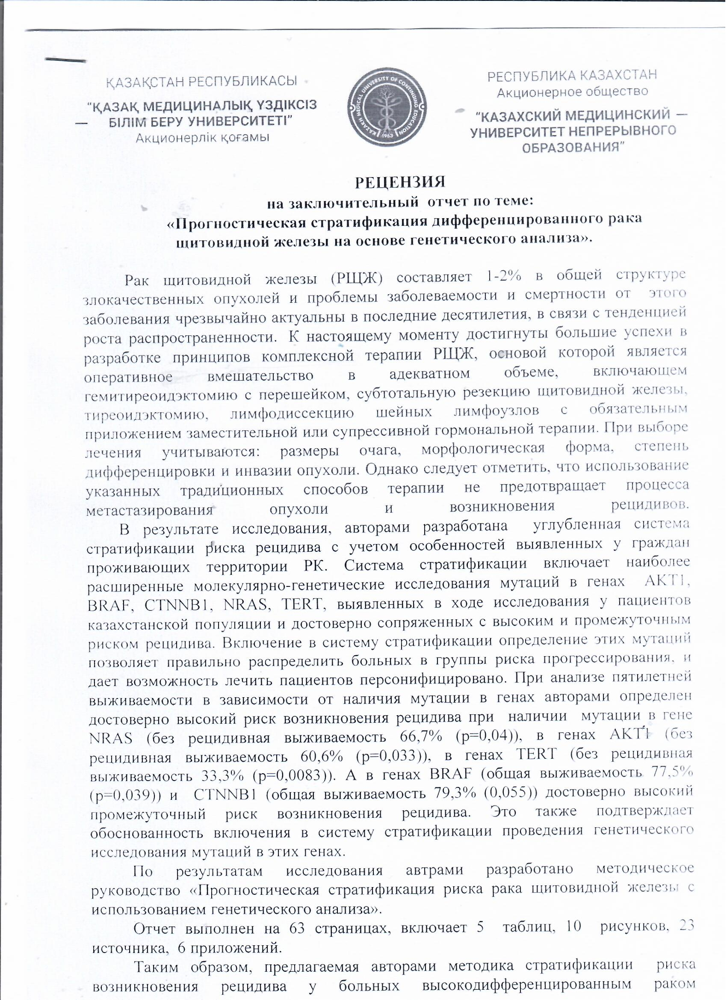 ҚАЗАҚСТАН РЕСПУБЛИКАСЫ
“ҚАЗАҚ МЕДИЦИНАЛЫҚ ҮЗДІКСІЗ
БІЛІМ БЕРУ УНИВЕРСИТЕТІ”
Акционерлік қоғамы
KAZAKH MEDICAL UNIVERSITY OF CONTINUING EDUCATION
1963
РЕСПУБЛИКА КАЗАХСТАН
Акционерное общество
“КАЗАХСКИЙ МЕДИЦИНСКИЙ
УНИВЕРСИТЕТ НЕПРЕРЫВНОГО
ОБРАЗОВАНИЯ”
РЕЦЕНЗИЯ
на заключительный отчет по теме:
«Прогностическая стратификация дифференцированного рака
щитовидной железы на основе генетического анализа».
Рак щитовидной железы (РЩЖ) составляет 1-2% в общей структуре
злокачественных опухолей и проблемы заболеваемости и смертности от этого
заболевания чрезвычайно актуальны в последние десятилетия, в связи с тенденцией
роста распространенности. К настоящему моменту достигнуты большие успехи в
разработке принципов комплексной терапии РЩЖ, основой которой является
оперативное вмешательство в адекватном объеме, включающем
гемитиреоидэктомию с перешейком, субтотальную резекцию щитовидной железы,
тиреоидэктомию, лимфодиссекцию шейных лимфоузлов с обязательным
приложением заместительной или супрессивной гормональной терапии. При выборе
лечения учитываются: размеры очага, морфологическая форма, степень
дифференцировки и инвазии опухоли. Однако следует отметить, что использование
указанных традиционных способов терапии не предотвращает процесса
метастазирования опухоли и возникновения рецидивов.
В результате исследования, авторами разработана углубленная система
стратификации риска рецидива с учетом особенностей выявленных у граждан
проживающих территории РК. Система стратификации включает наиболее
расширенные молекулярно-генетические исследования мутаций в генах AKT1,
BRAF, CTNNB1, NRAS, TERT, выявленных в ходе исследования у пациентов
казахстанской популяции и достоверно сопряженных с высоким и промежуточным
риском рецидива. Включение в систему стратификации определение этих мутаций
позволяет правильно распределить больных в группы риска прогрессирования, и
дает возможность лечить пациентов персонифицировано. При анализе пятилетней
выживаемости в зависимости от наличия мутации в генах авторами определен
достоверно высокий риск возникновения рецидива при наличии мутации в гене
NRAS (без рецидивная выживаемость 66,7% (p=0,04)), в генах AKT1 (без
рецидивная выживаемость 60,6% (p=0,033)), в генах TERT (без рецидивная
выживаемость 33,3% (p=0,0083)). А в генах BRAF (общая выживаемость 77,5%
(p=0,039)) и CTNNB1 (общая выживаемость 79,3% (0,055)) достоверно высокий
промежуточный риск возникновения рецидива. Это также подтверждает
обоснованность включения в систему стратификации проведения генетического
исследования мутаций в этих генах.
По результатам исследования автрами разработано методическое
руководство «Прогностическая стратификация риска рака щитовидной железы с
использованием генетического анализа».
Отчет выполнен на 63 страницах, включает 5 таблиц, 10 рисунков, 23
источника, 6 приложений.
Таким образом, предлагаемая авторами методика стратификации риска
возникновения рецидива у больных высокодифференцированным раком